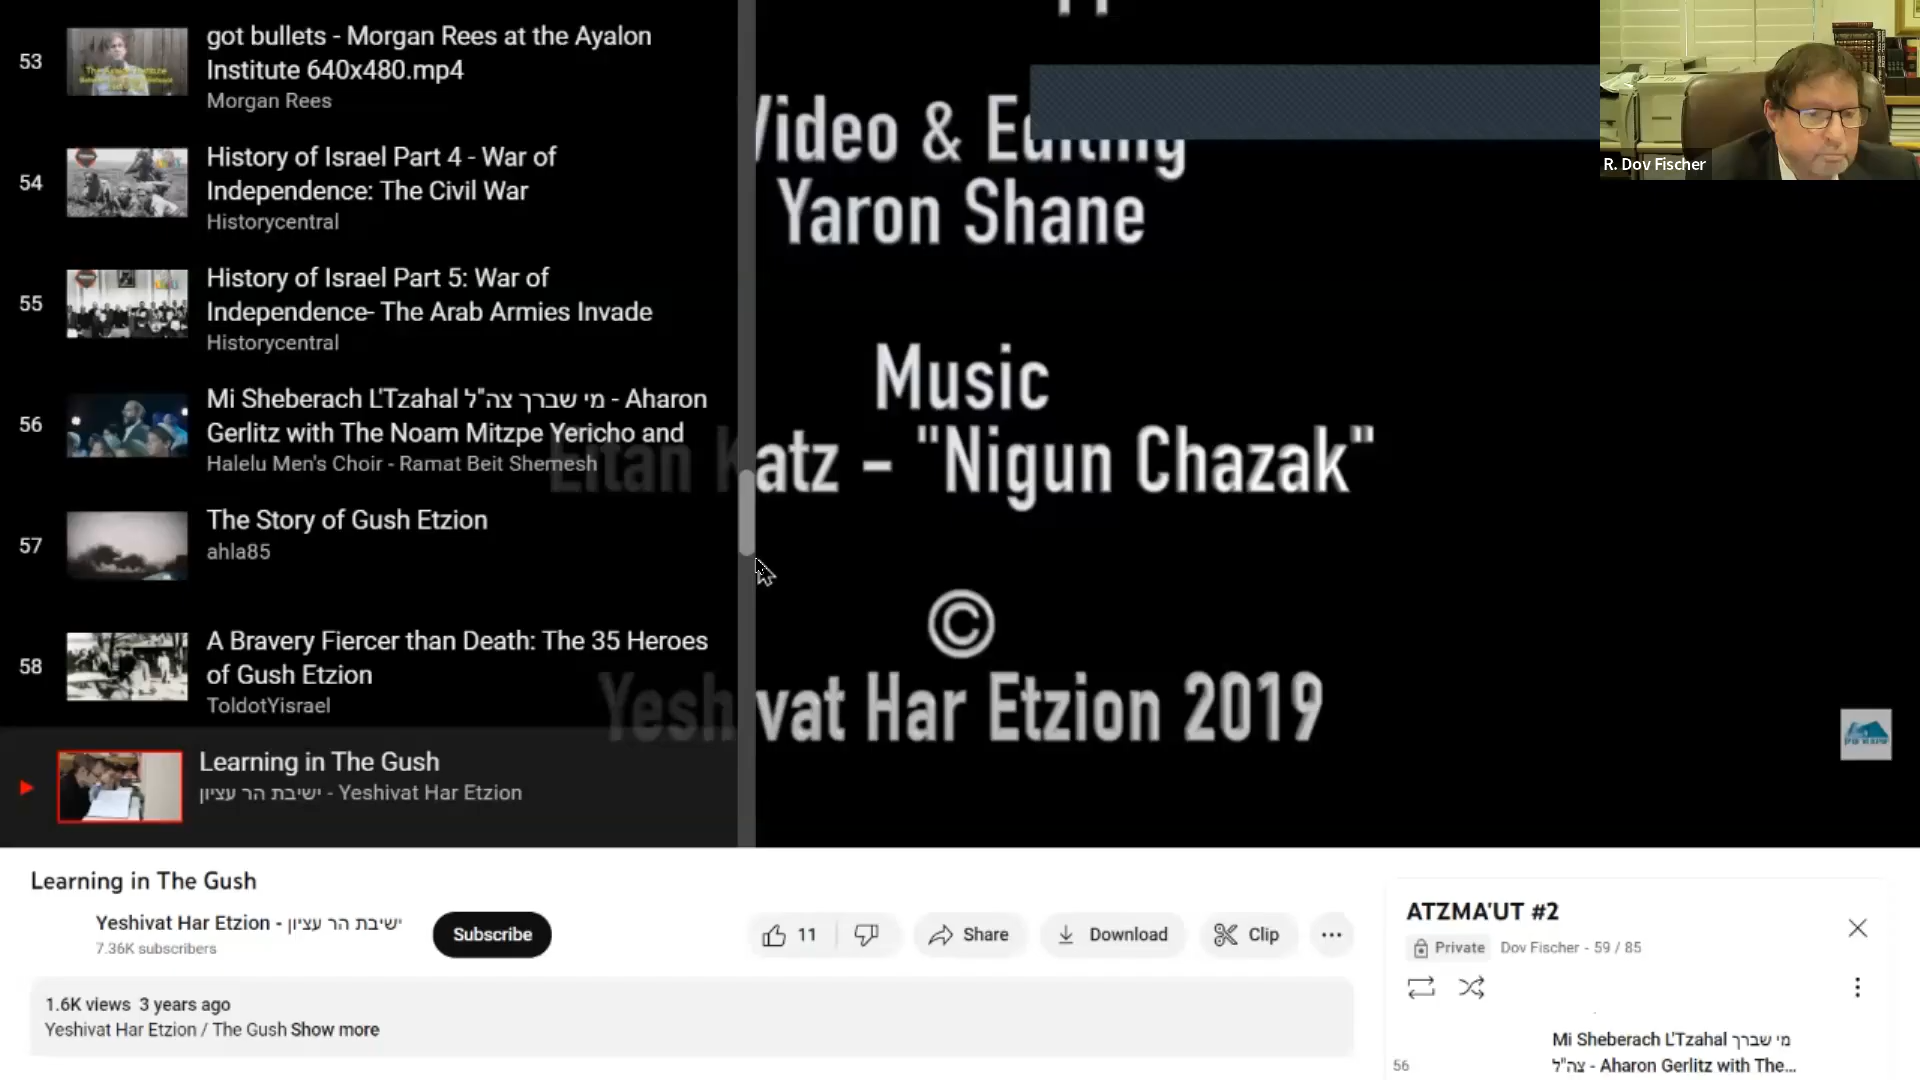 53
got bullets - Morgan Rees at the Ayalon
Institute 640x480.mp4
Morgan Rees
54
History of Israel Part 4 - War of
Independence: The Civil War
Historycentral
55
History of Israel Part 5: War of
Independence- The Arab Armies Invade
Historycentral
56
Mi Sheberach L'Tzahal מי שברך צה"ל - Aharon
Gerlitz with The Noam Mitzpe Yericho and
Halelu Men's Choir - Ramat Beit Shemesh
57
The Story of Gush Etzion
ahla85
58
A Bravery Fiercer than Death: The 35 Heroes
of Gush Etzion
ToldotYisrael
Learning in The Gush
ישיבת הר עציון - Yeshivat Har Etzion
Video & Editing
Yaron Shane
Music
Eitan Katz - "Nigun Chazak"
©
Yeshivat Har Etzion 2019
R. Dov Fischer
Learning in The Gush
Yeshivat Har Etzion - ישיבת הר עציון
7.36K subscribers
Subscribe
11
Share
Download
Clip
1.6K views 3 years ago
Yeshivat Har Etzion / The Gush Show more
ATZMA'UT #2
Private Dov Fischer - 59 / 85
56
Mi Sheberach L'Tzahal מי שברך
צה"ל - Aharon Gerlitz with The...